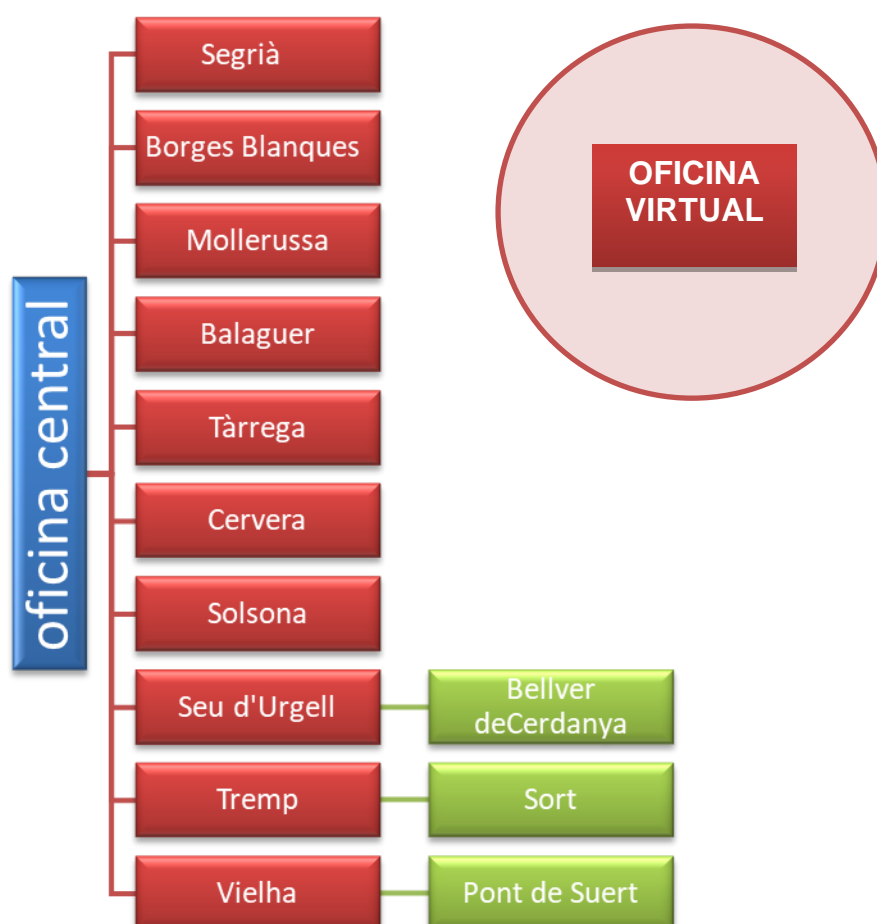 oficina central
Segrià
Borges Blanques
Mollerussa
Balaguer
Tàrrega
Cervera
Solsona
Seu d'Urgell
Bellver
deCerdanya
Tremp
Sort
Vielha
Pont de Suert
OFICINA
VIRTUAL